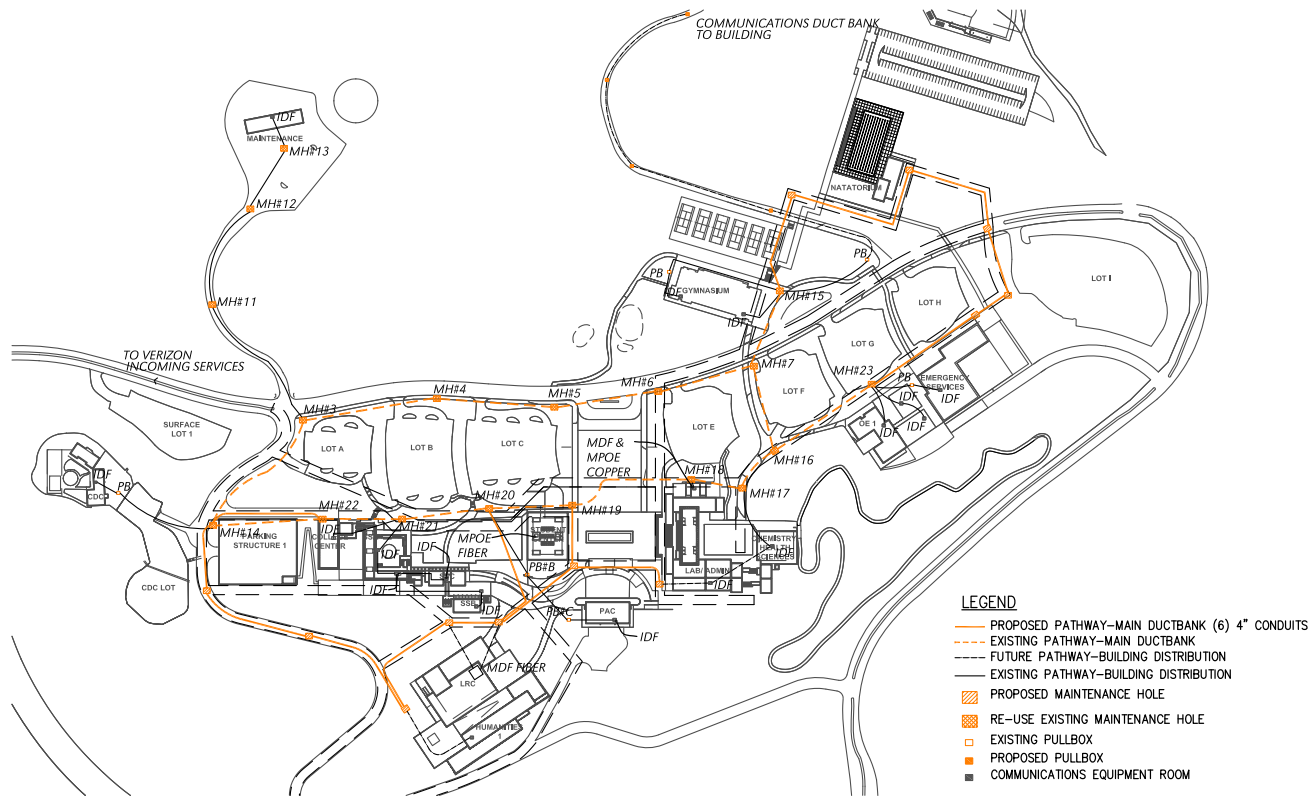 COMMUNICATIONS DUCT BANK
TO BUILDING
IDF
MAINTENANCE
MH#13
NATATORIUM
MH#12
PB
PB
IDF
GYMNASIUM
MH#15
LOT I
MH#11
IDF
LOT H
TO VERIZON
INCOMING SERVICES
LOT G
MH#7
MH#4
MH#6
MH#5
MH#23
PB
EMERGENCY
SERVICES
IDF
IDF
IDF
LOT F
MH#3
SURFACE
LOT 1
LOT A
LOT B
LOT C
LOT E
OE 1
IDF
MDF &
MPOE
COPPER
MH#16
MH#18
IDF
PB
CDC
MH#17
MH#20
MH#22
MH#19
MH#21
MH#14
PARKING
STRUCTURE 1
IDF
CENTER
IDF
IDF
MPOE
FIBER
CHEMISTRY
IDF
LAB/ ADMIN
IDF
PB#B
CDC LOT
IDF
SSB
IDF
PB#C
PAC
IDF
MDF FIBER
LRC
HUMANITIES
1
LEGEND
PROPOSED PATHWAY-MAIN DUCTBANK (6) 4" CONDUITS
EXISTING PATHWAY-MAIN DUCTBANK
FUTURE PATHWAY-BUILDING DISTRIBUTION
EXISTING PATHWAY-BUILDING DISTRIBUTION
PROPOSED MAINTENANCE HOLE
RE-USE EXISTING MAINTENANCE HOLE
EXISTING PULLBOX
PROPOSED PULLBOX
COMMUNICATIONS EQUIPMENT ROOM